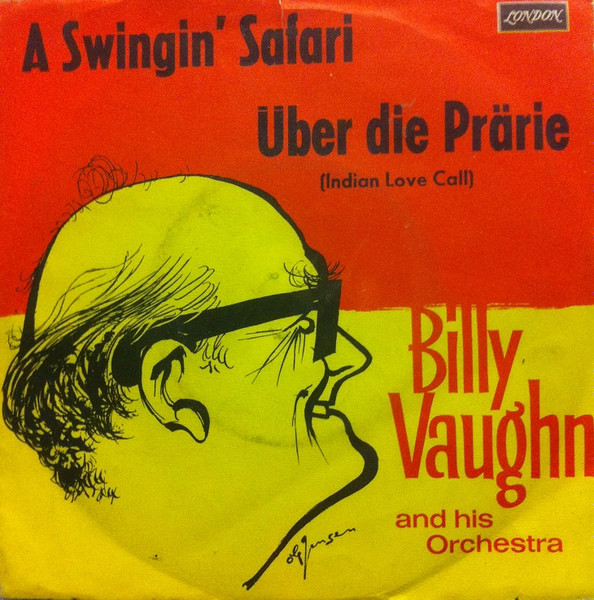 LONDON
A Swingin' Safari
Über die Prärie
(Indian Love Call)
Billy
Vaughn
and his
Orchestra